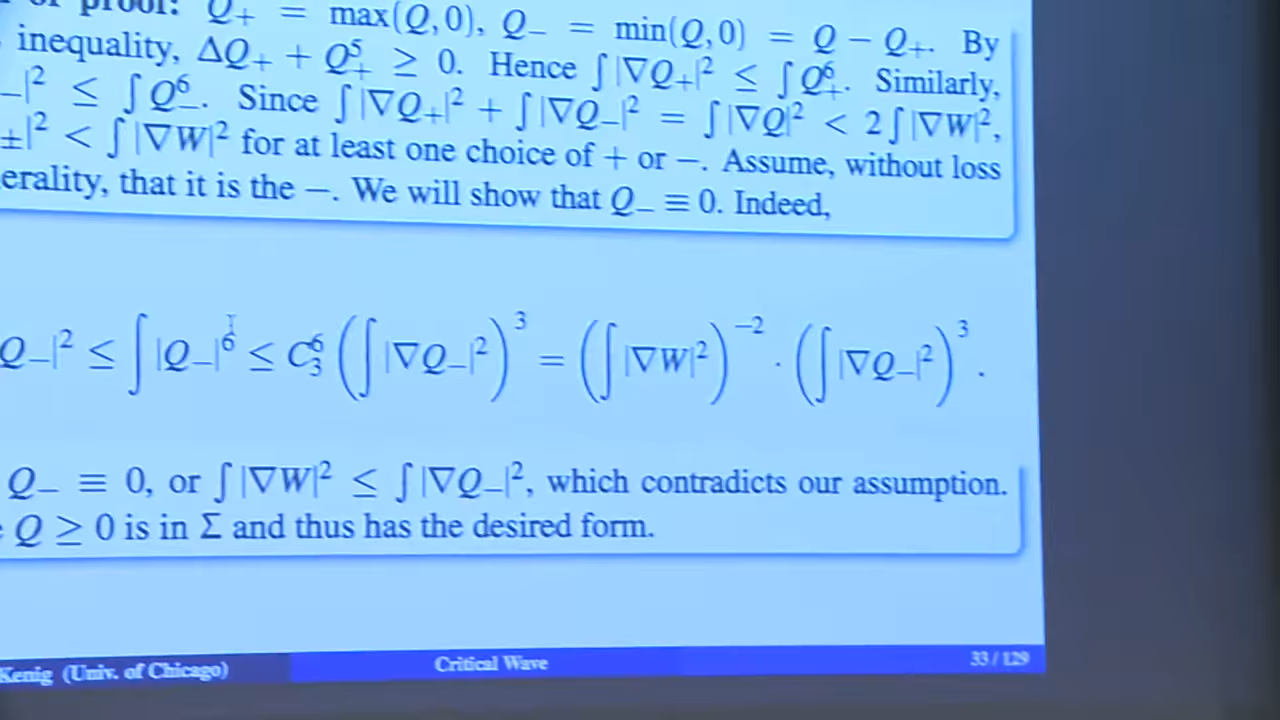 proof: Q₊ = max(Q,0), Q₋ = min(Q,0) = Q − Q₊. By
inequality, ΔQ₊ + Q₊⁵ ≥ 0. Hence ∫|∇Q₊|² ≤ ∫Q₊⁶. Similarly,
₋|² ≤ ∫Q₋⁶. Since ∫|∇Q₊|² + ∫|∇Q₋|² = ∫|∇Q|² < 2∫|∇W|²,
±|² < ∫|∇W|² for at least one choice of + or −. Assume, without loss
erality, that it is the −. We will show that Q₋ ≡ 0. Indeed,
Q₋|² ≤ ∫|Q₋|⁶ ≤ C₃⁶ (∫|∇Q₋|²)³ = (∫|∇W|²)⁻² · (∫|∇Q₋|²)³.
Q₋ ≡ 0, or ∫|∇W|² ≤ ∫|∇Q₋|², which contradicts our assumption.
Q ≥ 0 is in Σ and thus has the desired form.
Kenig (Univ. of Chicago) Critical Wave 33 / 129